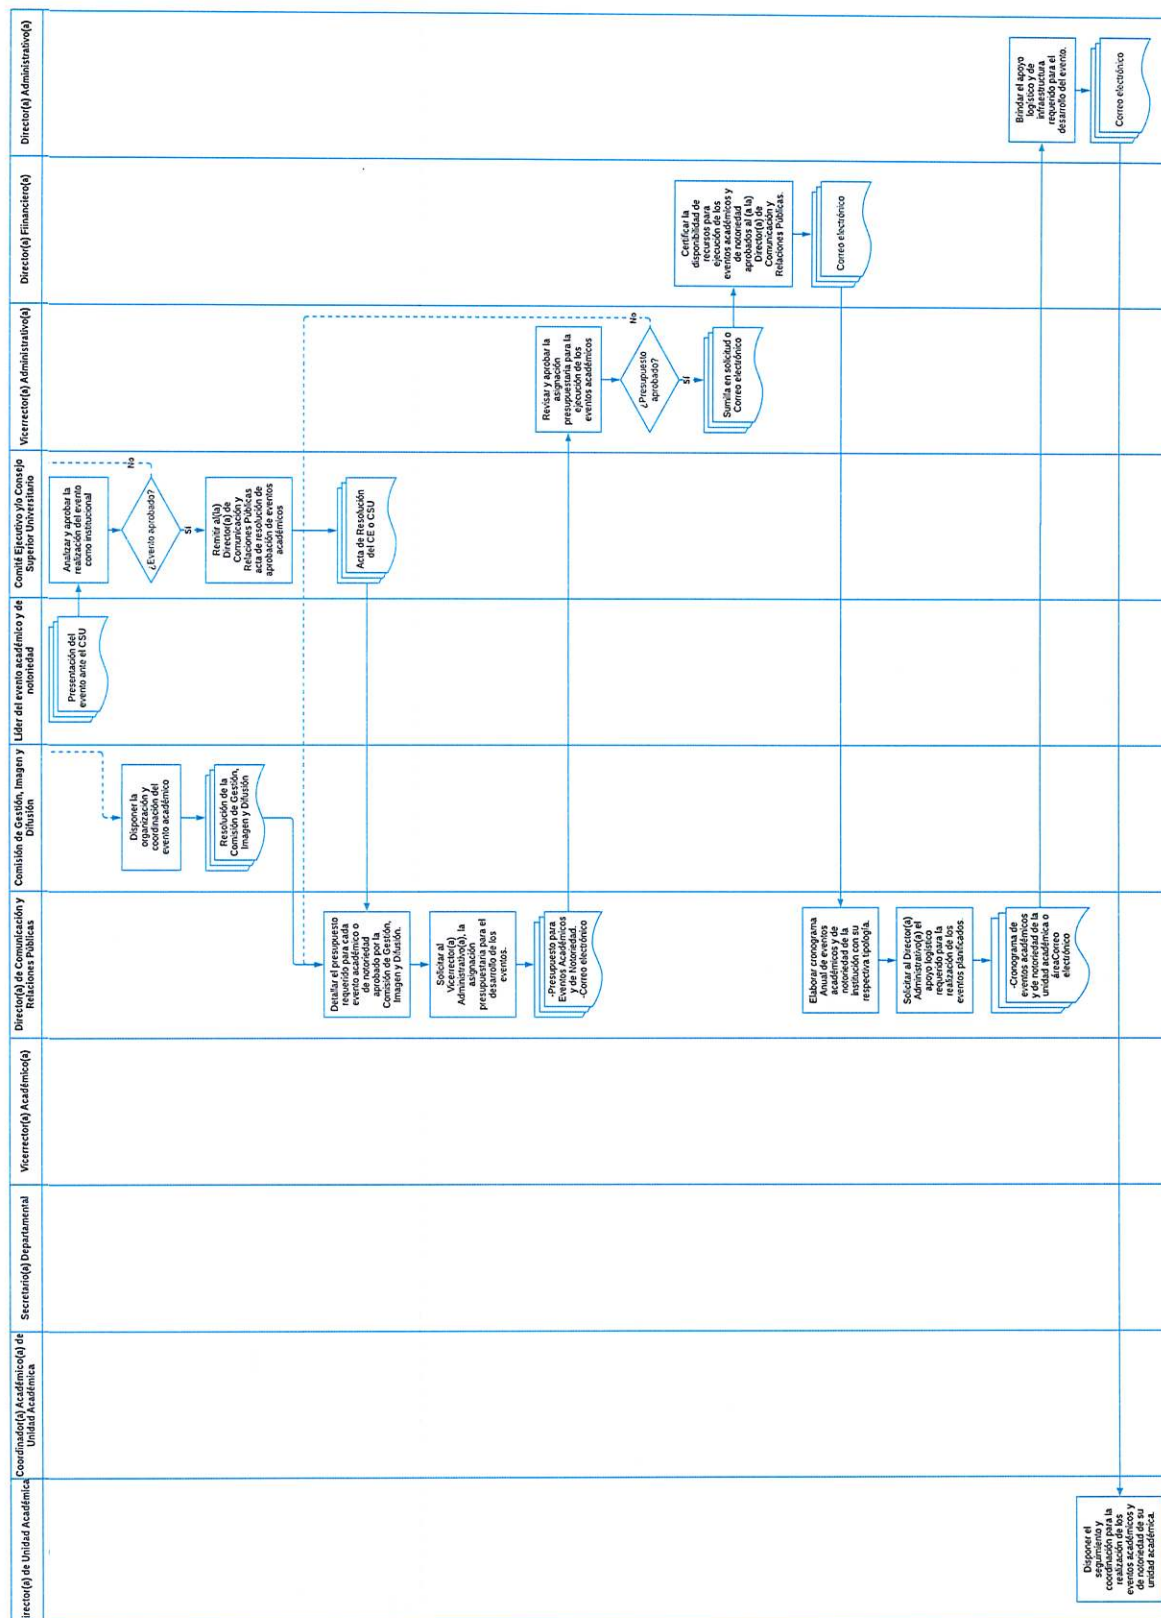 irector(a) de Unidad Académica
Coordinador(a) Académico(a) de
Unidad Académica
Secretario(a) Departamental
Vicerrector(a) Académico(a)
Director(a) de Comunicación y
Relaciones Públicas
Comisión de Gestión, Imagen y
Difusión
Líder del evento académico y de
notoriedad
Comité Ejecutivo y/o Consejo
Superior Universitario
Vicerrector(a) Administrativo(a)
Director(a) Fiinanciero(a)
Director(a) Administrativo(a)
Presentación del
evento ante el CSU
Analizar y aprobar la
realización del evento
como institucional
¿Evento aprobado?
No
SÍ
Disponer la
organización y
coordinación del
evento académico
Remitir al(la)
Director(a) de
Comunicación y
Relaciones Públicas
acta de resolución de
aprobación de eventos
académicos
Resolución de la
Comisión de Gestión,
Imagen y Difusión
Acta de Resolución
del CE o CSU
Detallar el presupuesto
requerido para cada
evento académico o
de notoriedad
aprobado por la
Comisión de Gestión,
Imagen y Difusión.
Solicitar al
Vicerrector(a)
Administrativo(a), la
asignación
presupuestaria para el
desarrollo de los
eventos.
-Presupuesto para
Eventos Académicos
y de Notoriedad.
-Correo electrónico
Revisar y aprobar la
asignación
presupuestaria para la
ejecución de los
eventos académicos
¿Presupuesto
aprobado?
No
SÍ
Sumilla en solicitud o
Correo electrónico
Certificar la
disponibilidad de
recursos para
ejecución de los
eventos académicos y
de notoriedad
aprobados al (a la)
Director(a) de
Comunicación y
Relaciones Públicas.
Correo electrónico
Elaborar cronograma
Anual de eventos
académicos y de
notoriedad de la
institución con su
respectiva tipología.
Solicitar al Director(a)
Administrativo(a) el
apoyo logístico
requerido para la
realización de los
eventos planificados.
-Cronograma de
eventos académicos
y de notoriedad de la
unidad académica o
áreaCorreo
electrónico
Brindar el apoyo
logístico y de
infraestructura
requerido para el
desarrollo del evento.
Correo electrónico
Disponer el
seguimiento y
coordinación para la
realización de los
eventos académicos y
de notoriedad de su
unidad académica.